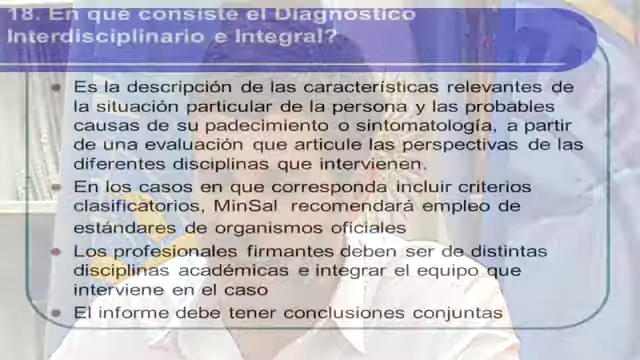 18. En que consiste el Diagnostico
Interdisciplinario e Integral?
Es la descripción de las características relevantes de
la situación particular de la persona y las probables
causas de su padecimiento o sintomatología, a partir
de una evaluación que articule las perspectivas de las
diferentes disciplinas que intervienen.
En los casos en que corresponda incluir criterios
clasificatorios, MinSal recomendará empleo de
estándares de organismos oficiales
Los profesionales firmantes deben ser de distintas
disciplinas académicas e integrar el equipo que
interviene en el caso
El informe debe tener conclusiones conjuntas